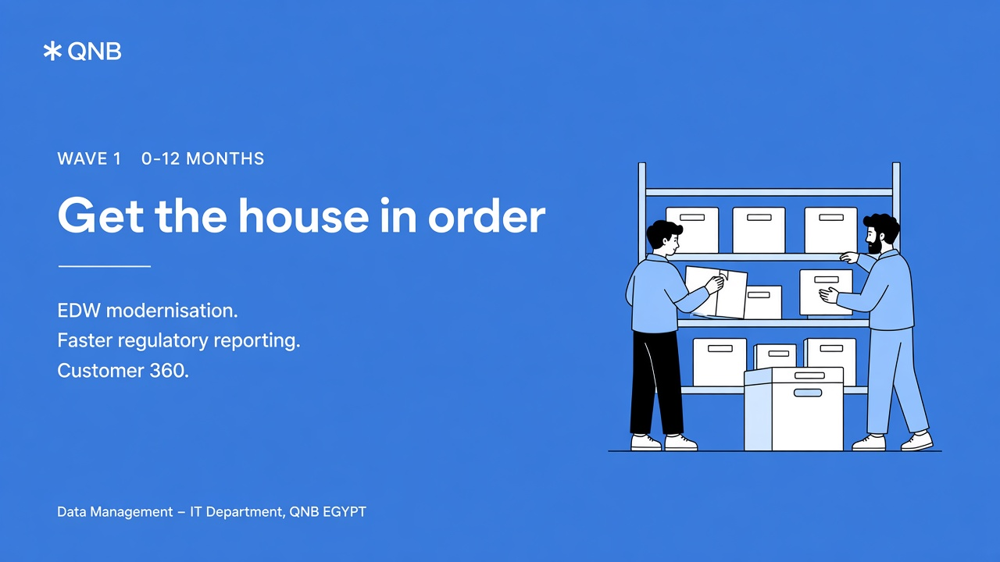 QNB
WAVE 1 0-12 MONTHS
Get the house in order
EDW modernisation.
Faster regulatory reporting.
Customer 360.
Data Management – IT Department, QNB EGYPT